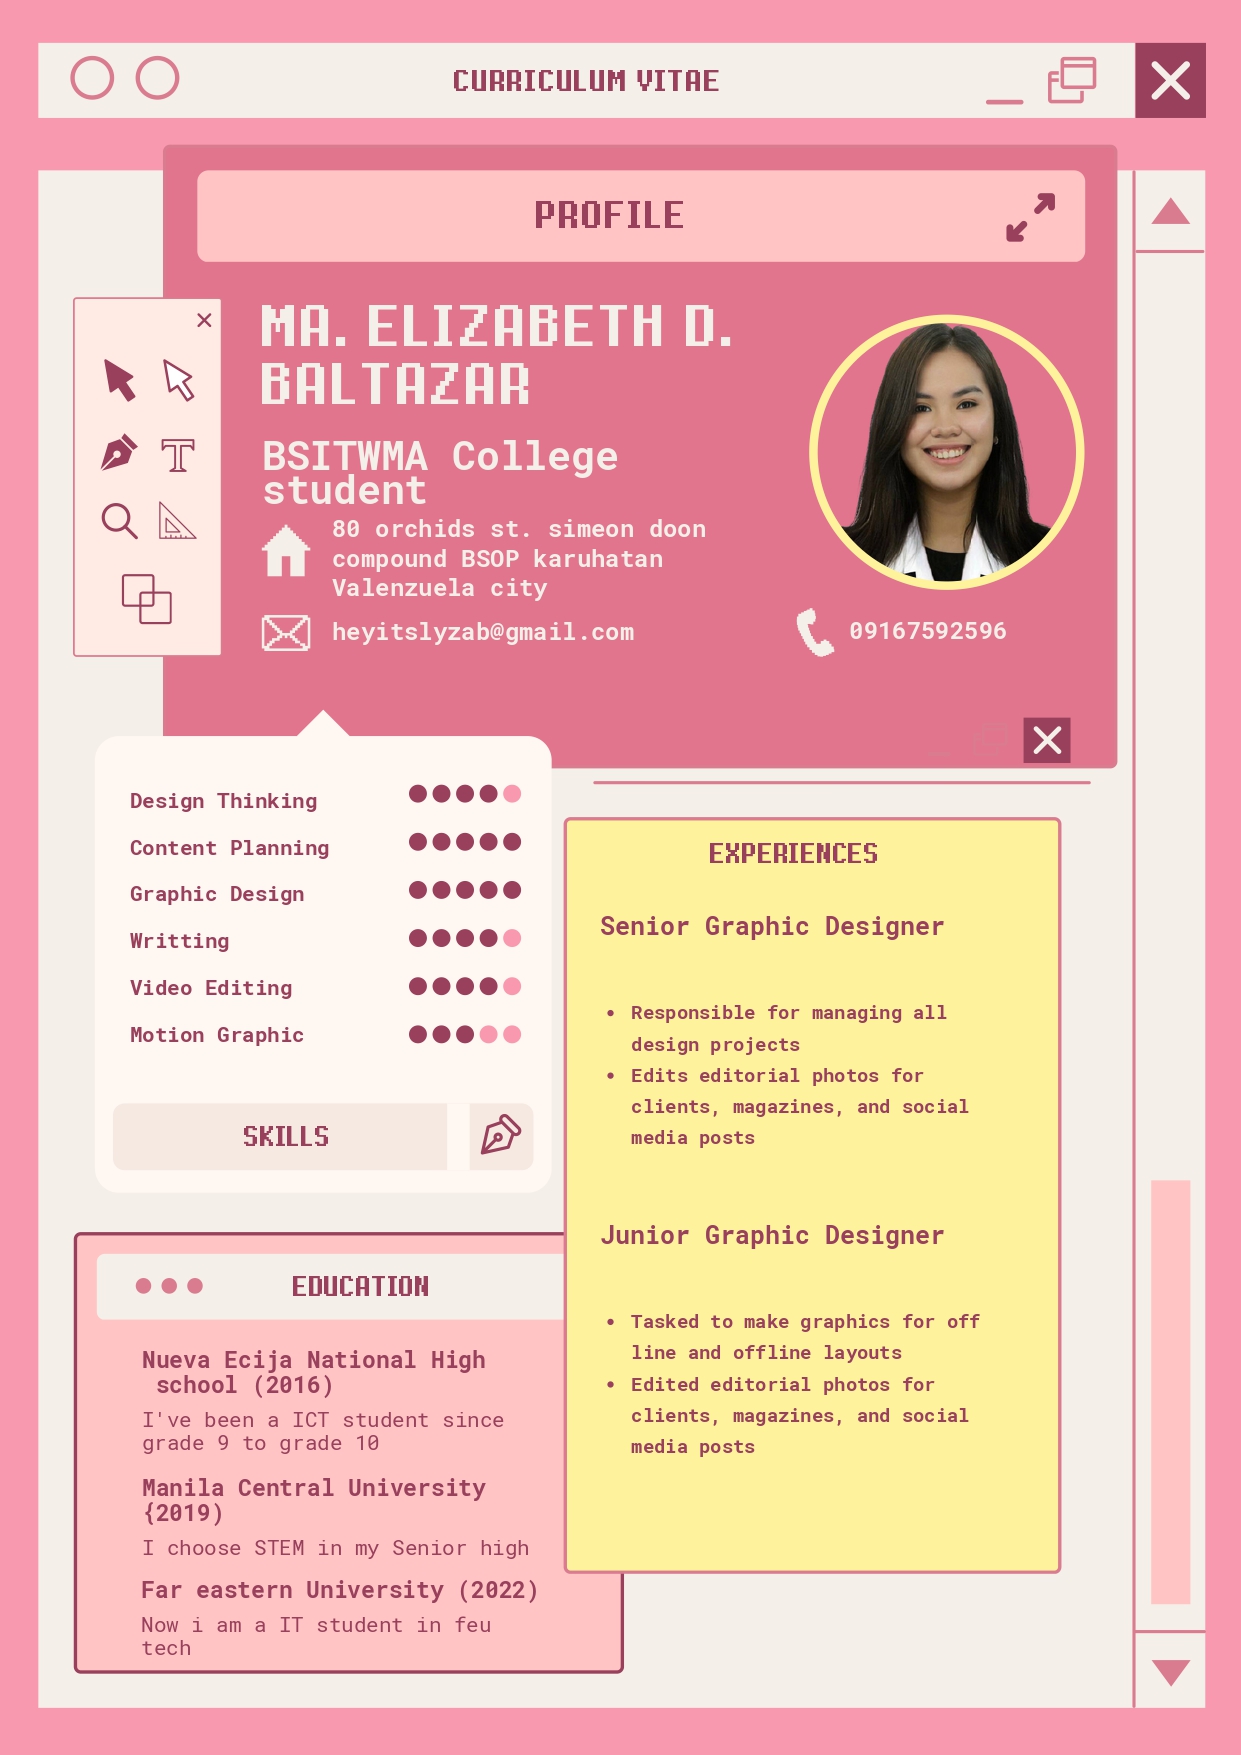 CURRICULUM VITAE
PROFILE
MA. ELIZABETH D.
BALTAZAR
BSITWMA College
student
80 orchids st. simeon doon
compound BSOP karuhatan
Valenzuela city
heyitslyzab@gmail.com
09167592596
Design Thinking
Content Planning
Graphic Design
Writting
Video Editing
Motion Graphic
SKILLS
EDUCATION
Nueva Ecija National High
school (2016)
I've been a ICT student since
grade 9 to grade 10
Manila Central University
{2019)
I choose STEM in my Senior high
Far eastern University (2022)
Now i am a IT student in feu
tech
EXPERIENCES
Senior Graphic Designer
• Responsible for managing all
design projects
• Edits editorial photos for
clients, magazines, and social
media posts
Junior Graphic Designer
• Tasked to make graphics for off
line and offline layouts
• Edited editorial photos for
clients, magazines, and social
media posts